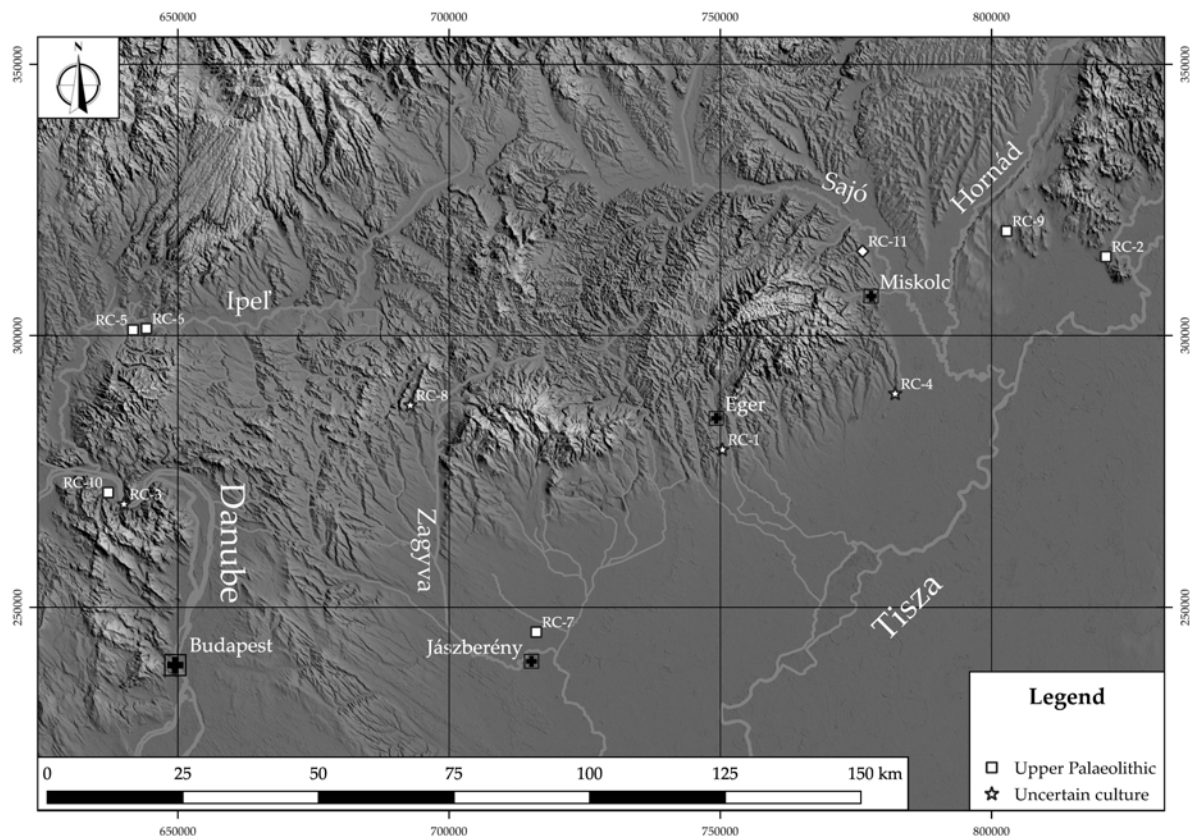 650000 700000 750000 800000
N
350000 350000
Sajó
Hornád
RC-9
RC-11
RC-2
Miskolc
Ipeľ
RC-5 RC-6
300000 300000
RC-8
RC-4
Eger
RC-1
RC-10
RC-3
Danube
Zagyva
Tisza
250000 250000
RC-7
Budapest
Jászberény
Legend
Upper Palaeolithic
Uncertain culture
0 25 50 75 100 125 150 km
650000 700000 750000 800000